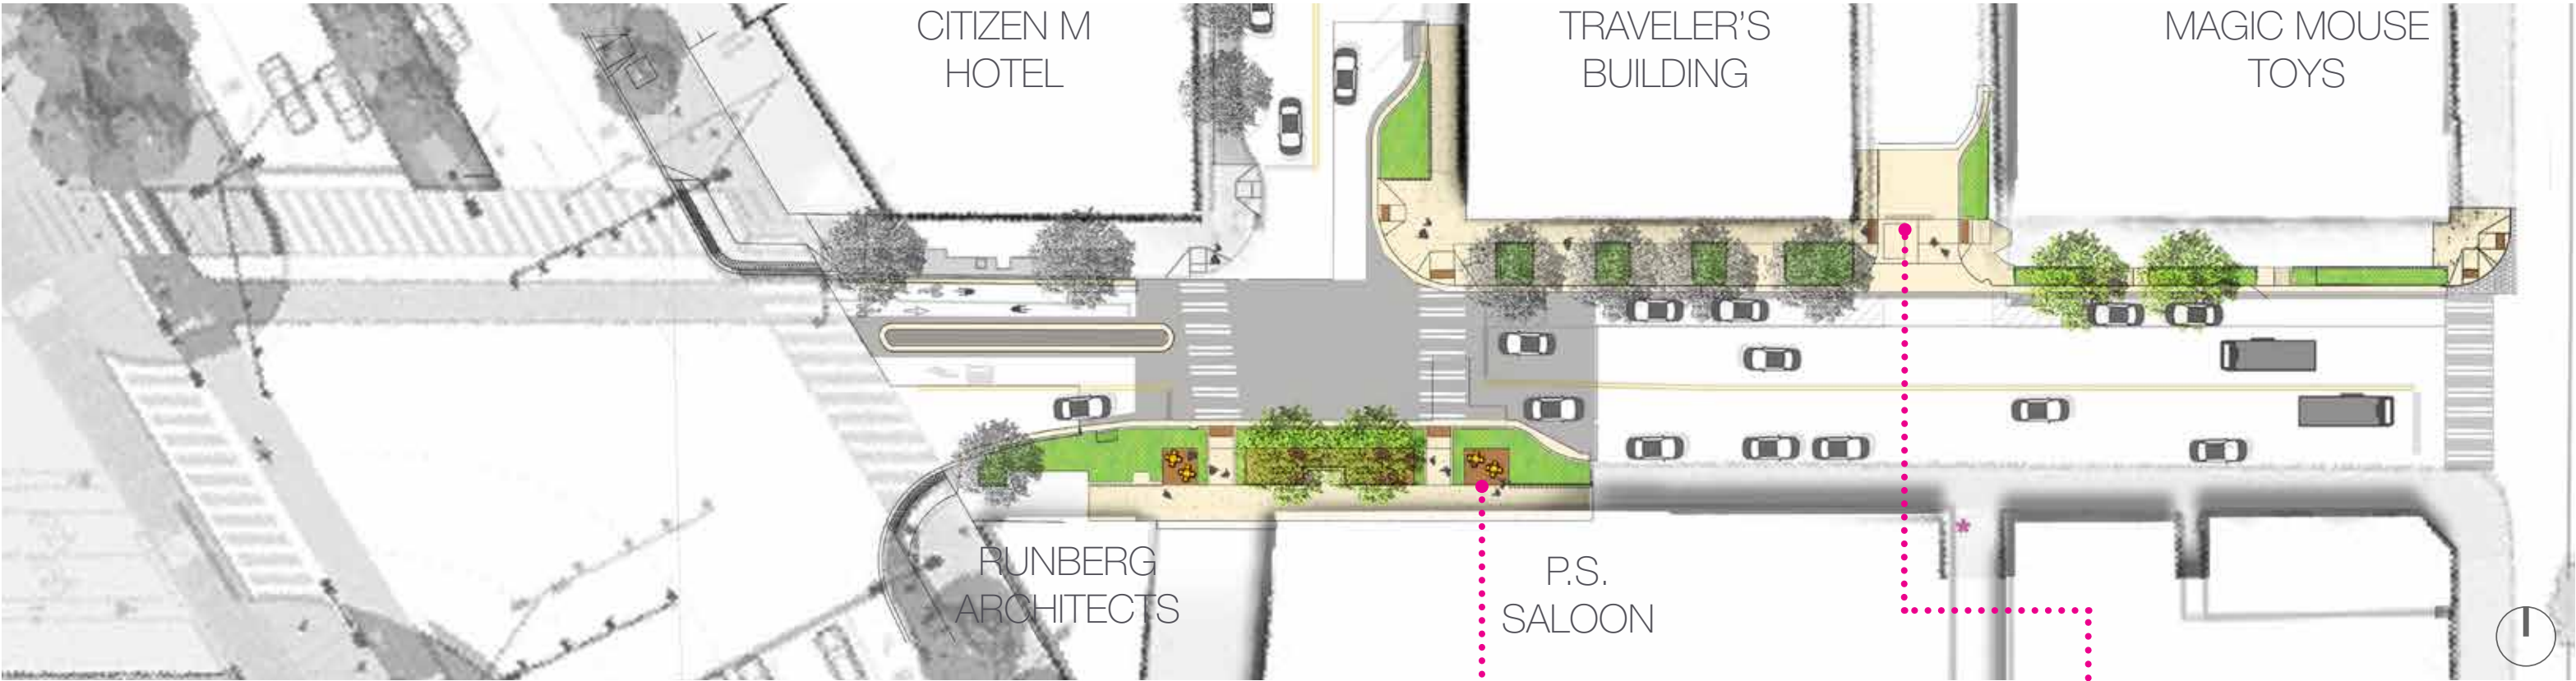 CITIZEN M
HOTEL
TRAVELER'S
BUILDING
MAGIC MOUSE
TOYS
RUNBERG
ARCHITECTS
P.S.
SALOON
*